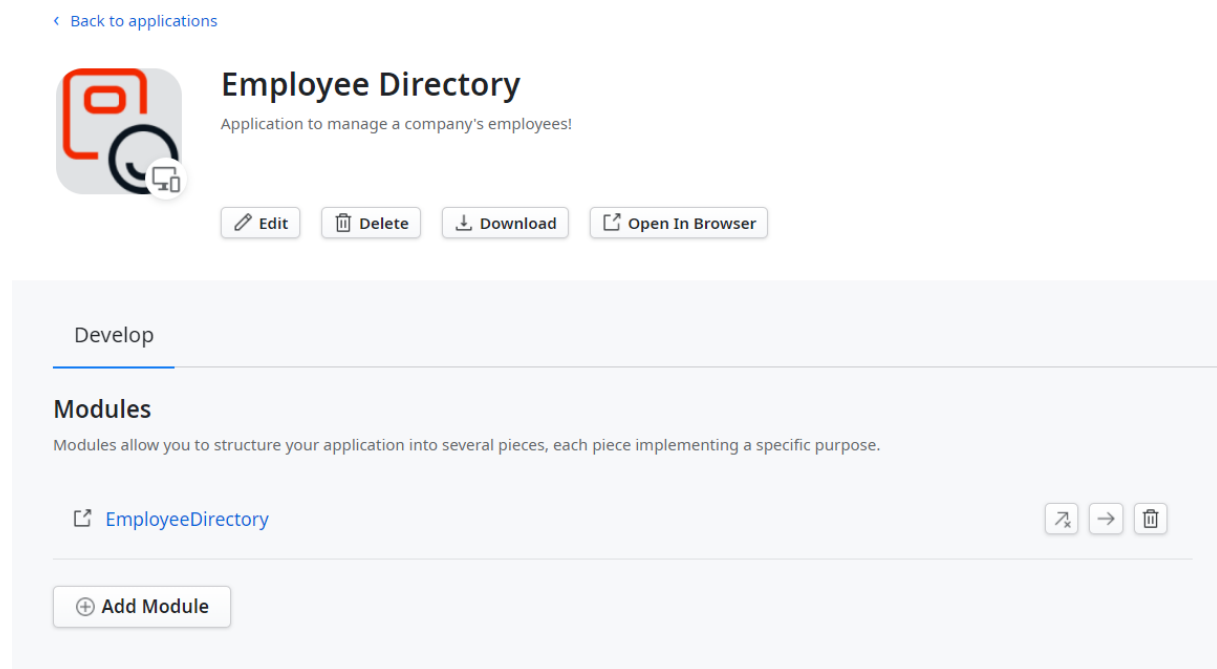 Back to applications
Employee Directory
Application to manage a company's employees!
Edit Delete Download Open In Browser
Develop
Modules
Modules allow you to structure your application into several pieces, each piece implementing a specific purpose.
EmployeeDirectory
Add Module